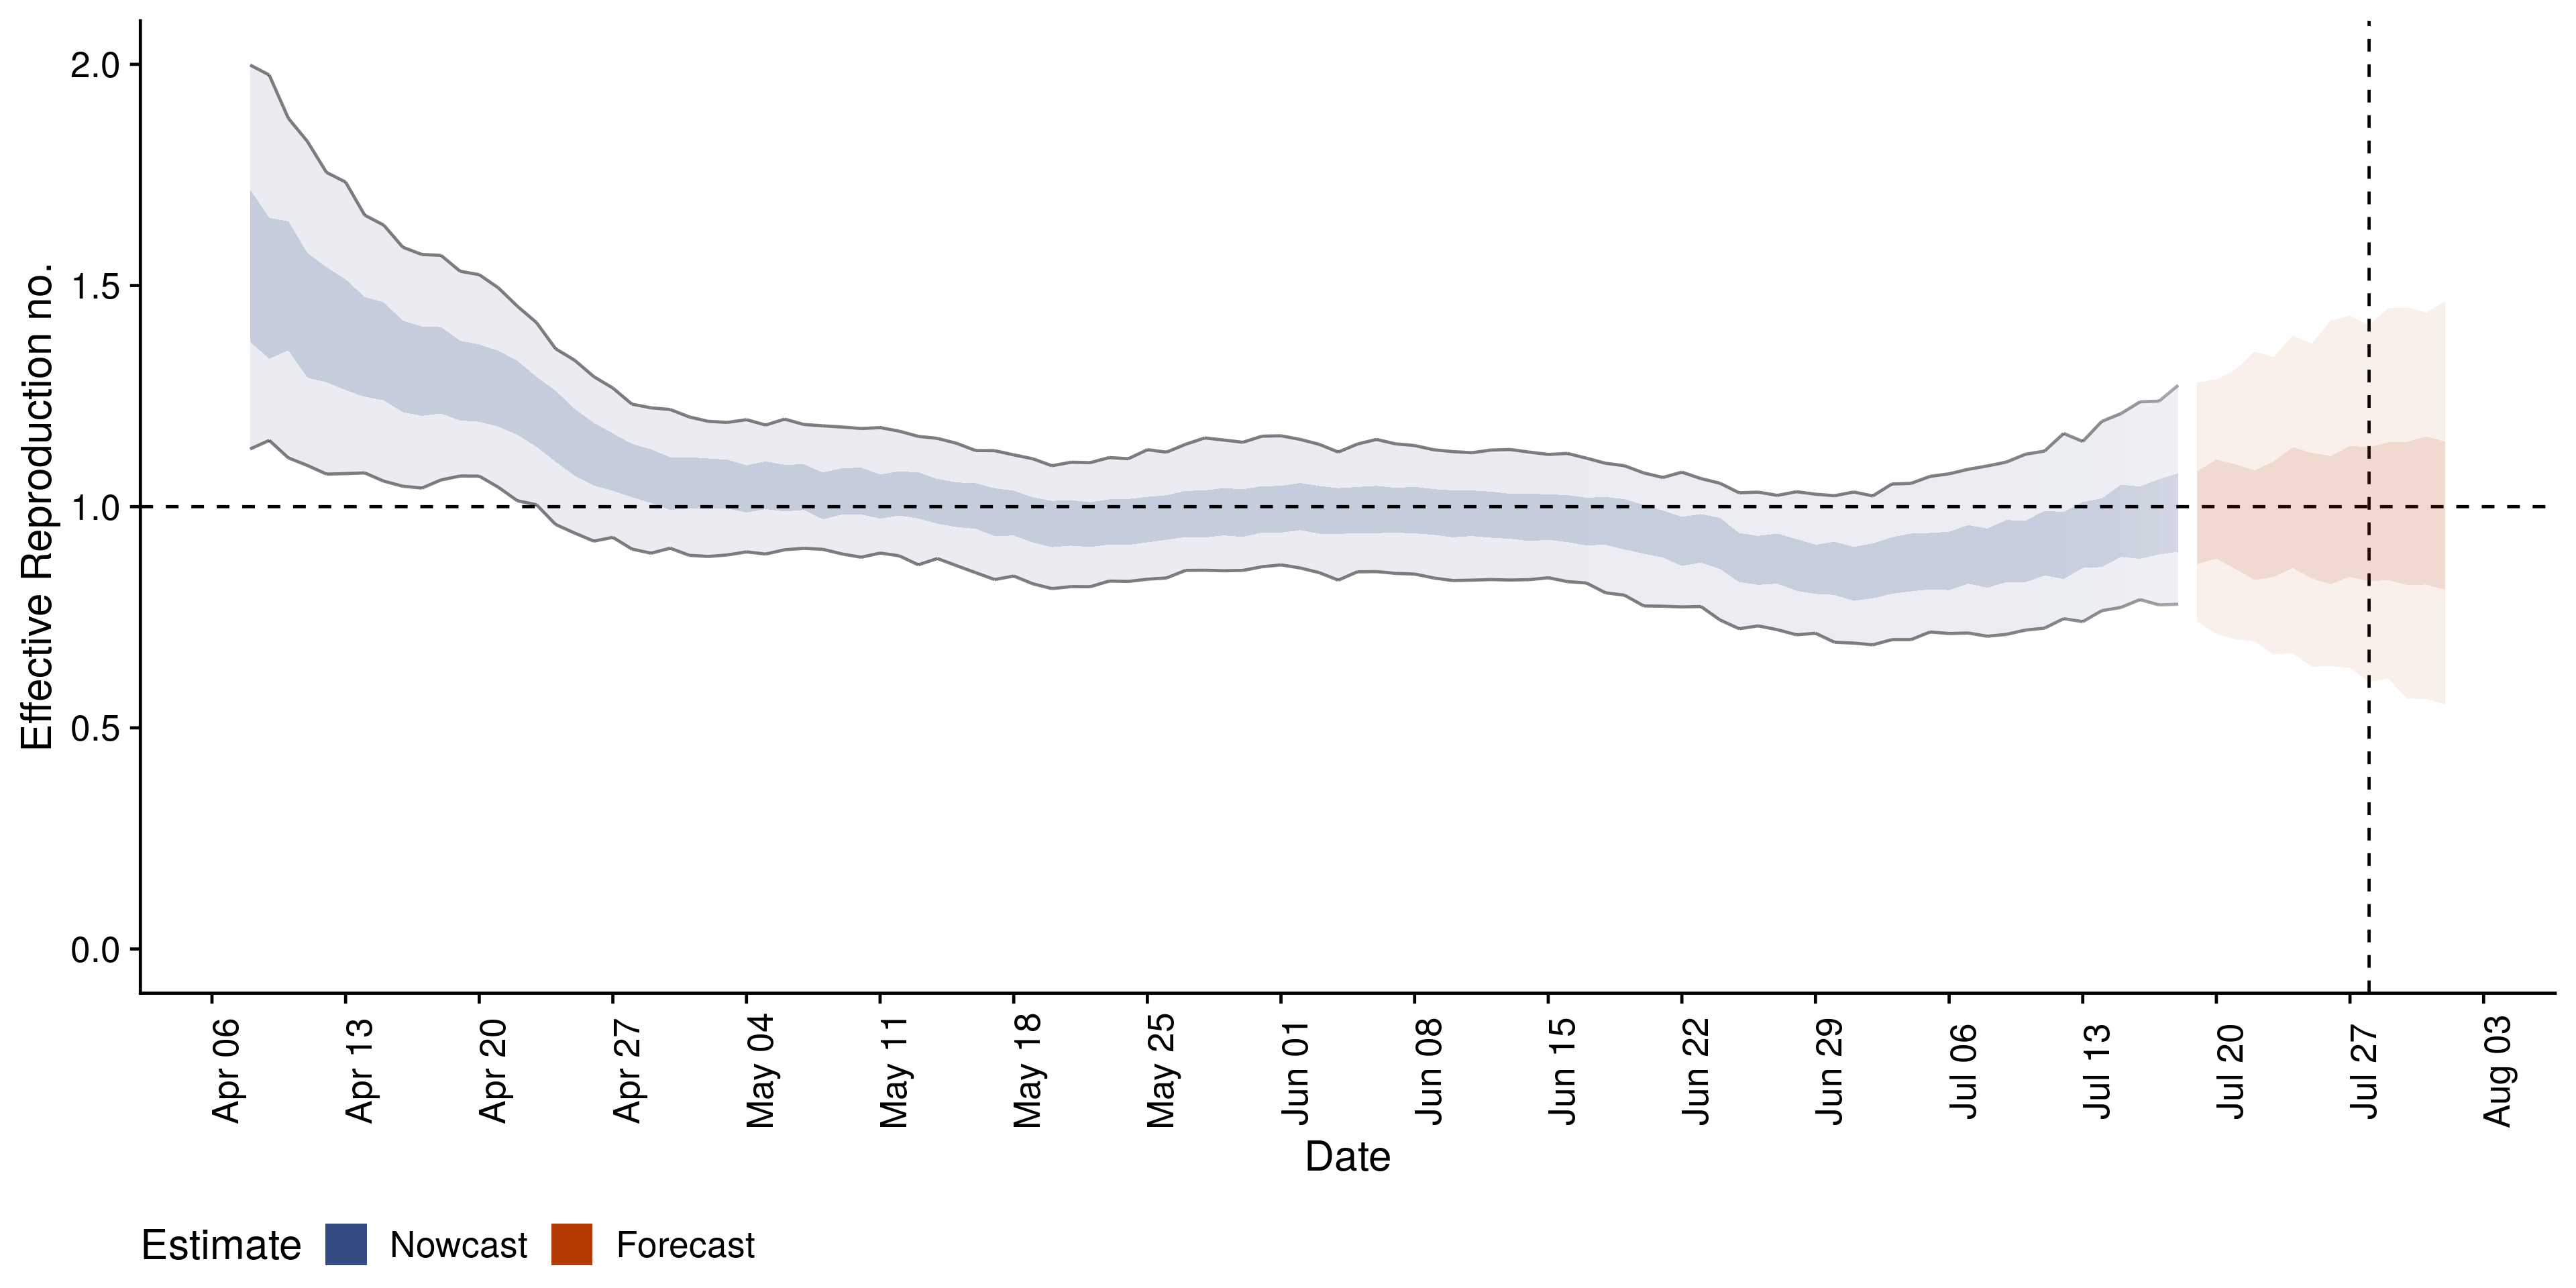 Effective Reproduction no.
2.0
1.5
1.0
0.5
0.0
Apr 06
Apr 13
Apr 20
Apr 27
May 04
May 11
May 18
May 25
Jun 01
Jun 08
Jun 15
Jun 22
Jun 29
Jul 06
Jul 13
Jul 20
Jul 27
Aug 03
Date
Estimate Nowcast Forecast